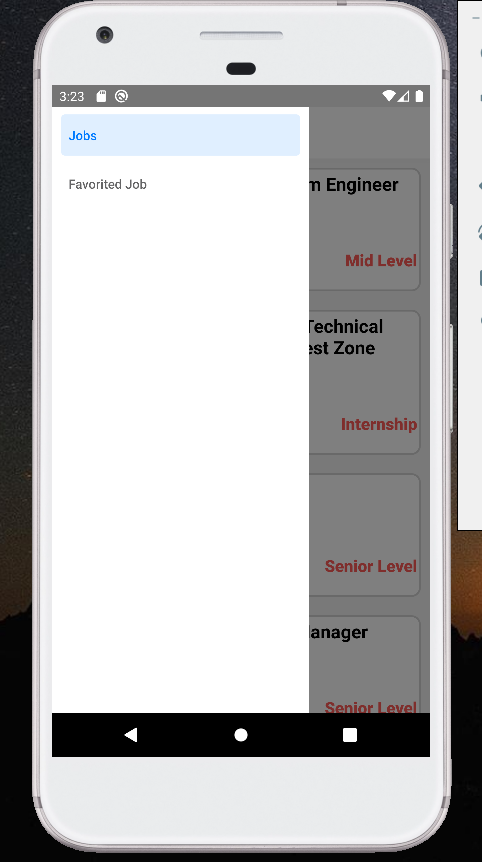 3:23
Jobs
Favorited Job
m Engineer
Mid Level
Technical
est Zone
Internship
Senior Level
anager
Senior Level